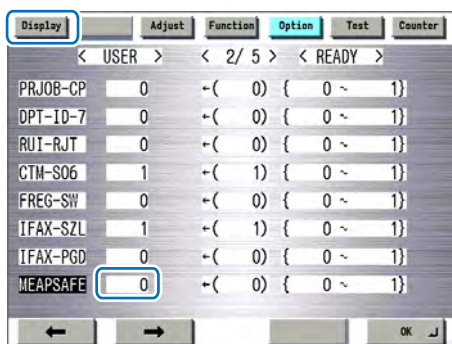 Display Adjust Function Option Test Counter
< USER > < 2/ 5 > < READY >
PRJOB-CP 0 ←( 0) { 0 ~ 1}
DPT-ID-7 0 ←( 0) { 0 ~ 1}
RUI-RJT 0 ←( 0) { 0 ~ 1}
CTM-S06 1 ←( 1) { 0 ~ 1}
FREG-SW 0 ←( 0) { 0 ~ 1}
IFAX-SZL 1 ←( 1) { 0 ~ 1}
IFAX-PGD 0 ←( 0) { 0 ~ 1}
MEAPSAFE 0 ←( 0) { 0 ~ 1}
← → OK ↵